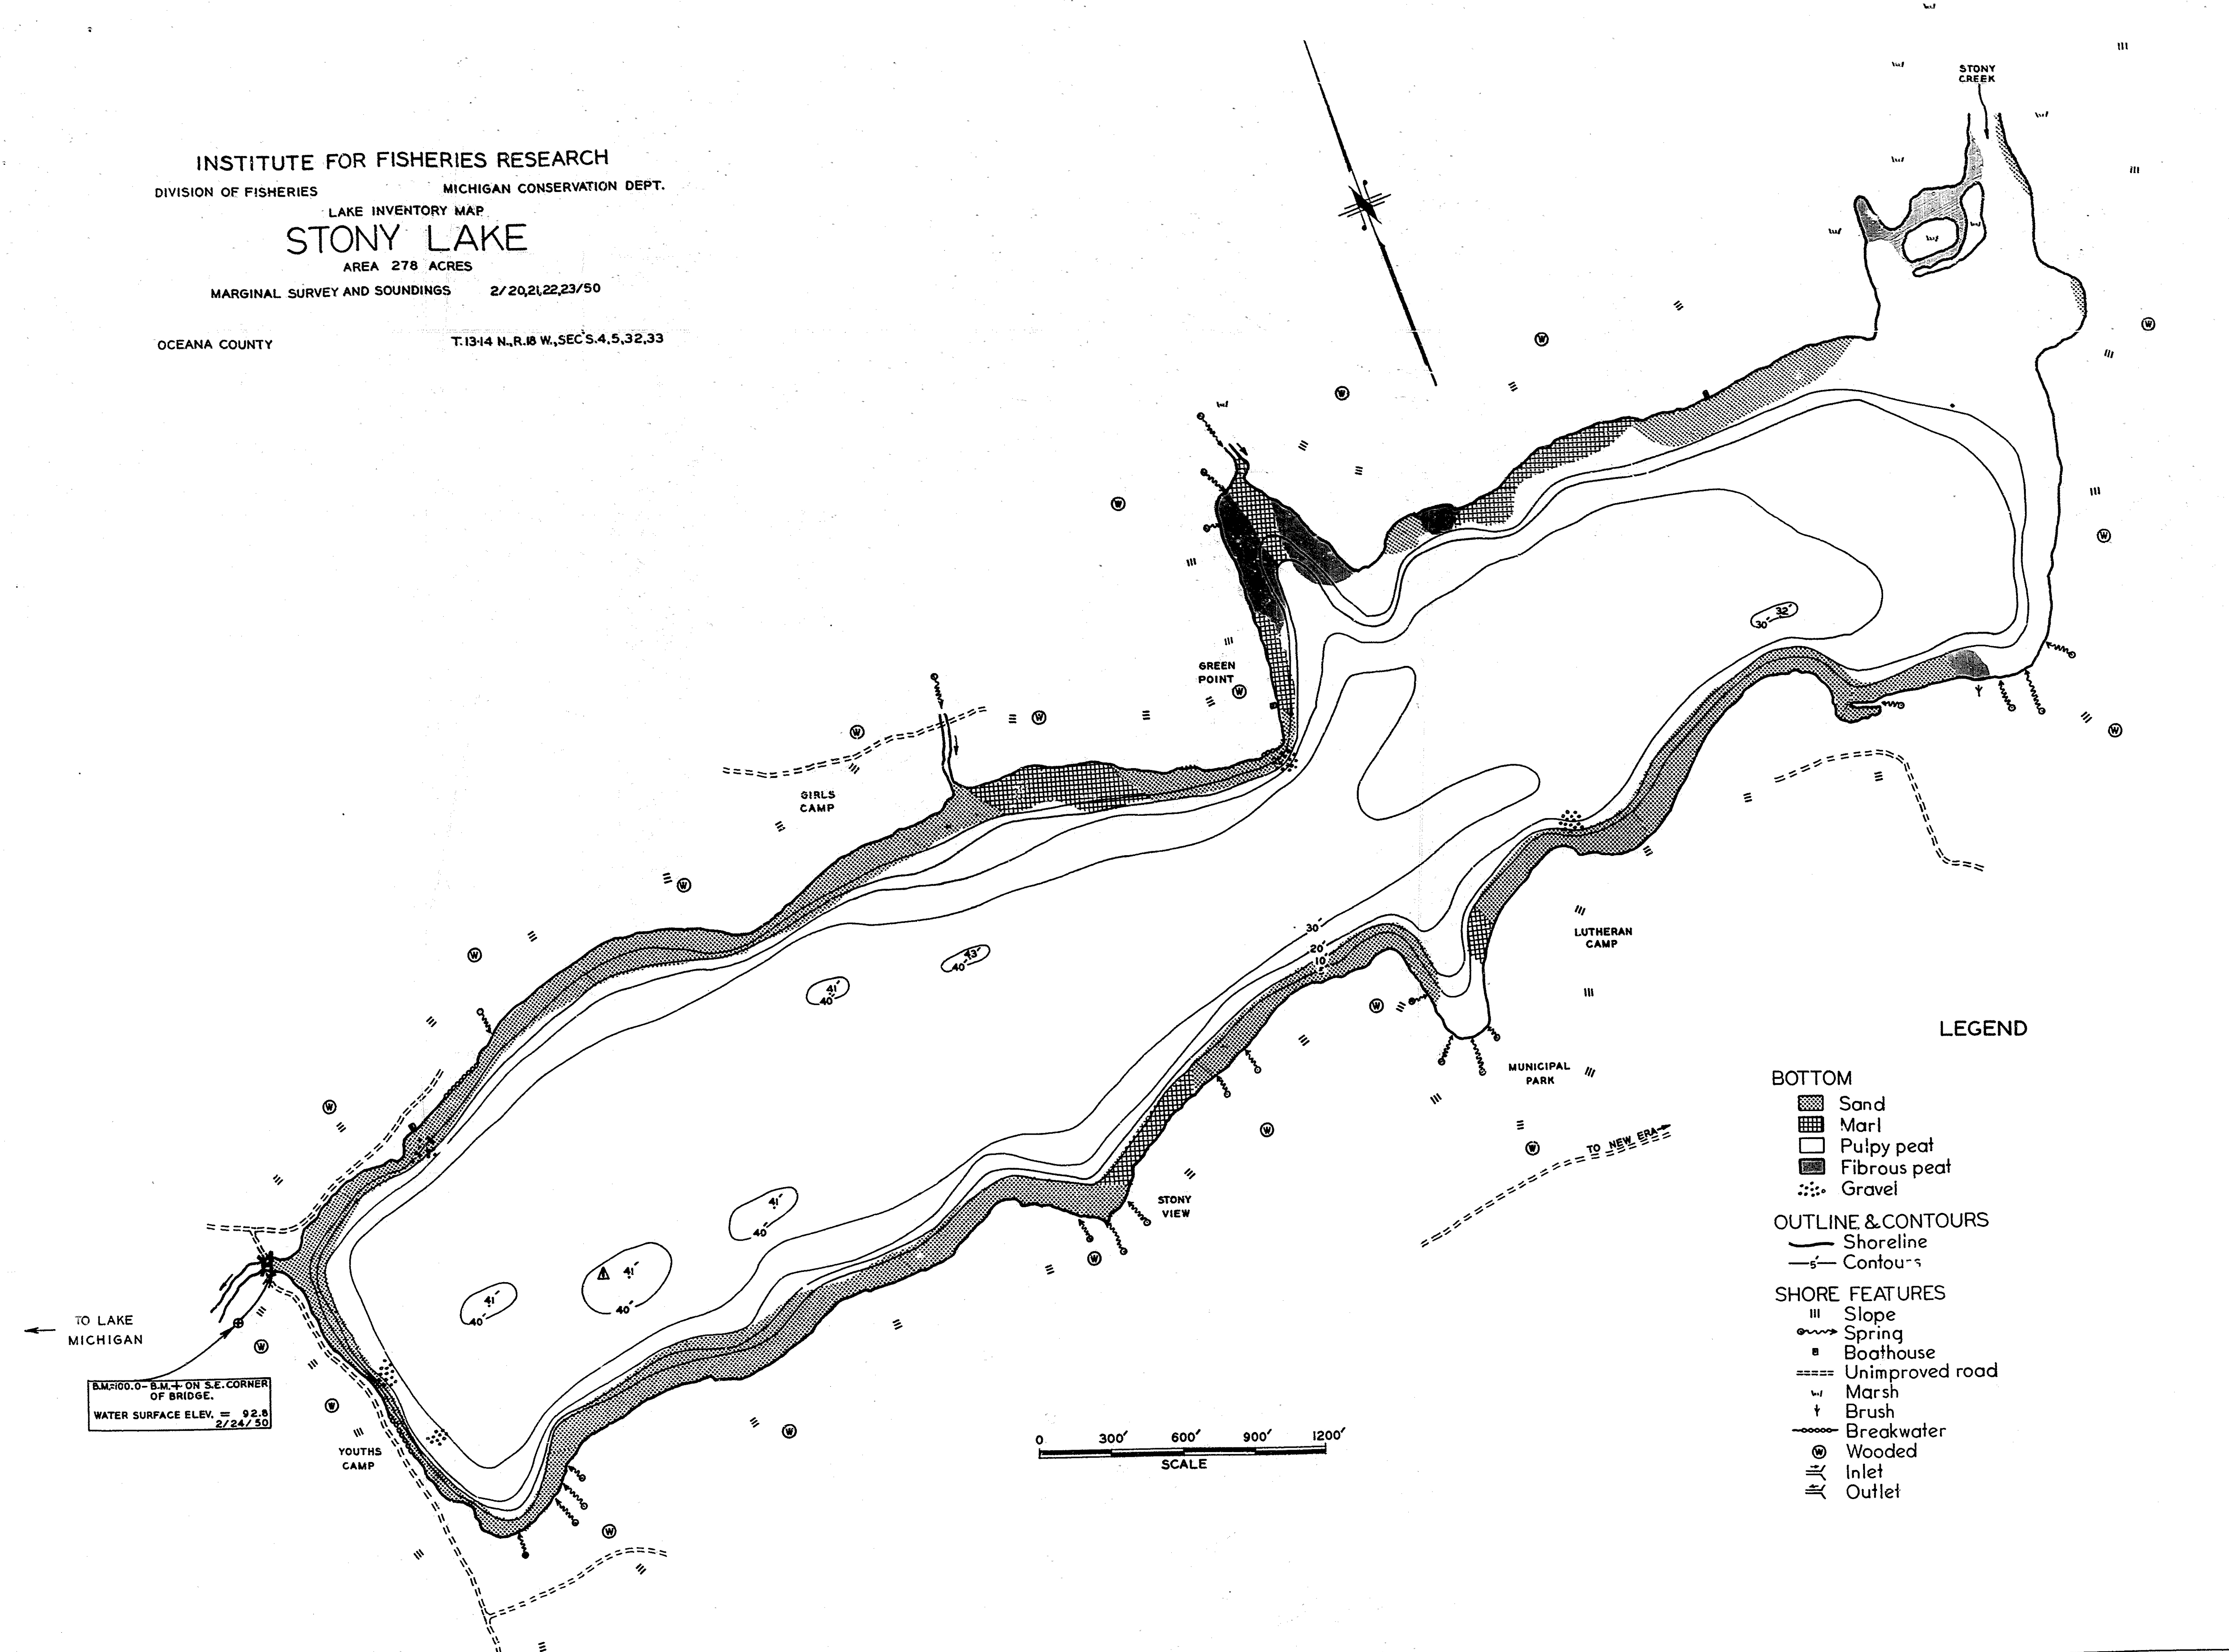 INSTITUTE FOR FISHERIES RESEARCH
DIVISION OF FISHERIES MICHIGAN CONSERVATION DEPT.
LAKE INVENTORY MAP
STONY LAKE
AREA 278 ACRES
MARGINAL SURVEY AND SOUNDINGS 2/20,21,22,23/50
OCEANA COUNTY T.13-14 N.,R.18 W.,SEC'S.4,5,32,33
STONY
CREEK
GREEN
POINT
32'
30'
GIRLS
CAMP
LUTHERAN
CAMP
30'
20'
10'
5'
43'
40'
41'
40'
MUNICIPAL
PARK
TO NEW ERA
STONY
VIEW
41'
40'
41'
40'
41'
40'
TO LAKE
MICHIGAN
B.M.=100.0-B.M.+ ON S.E.CORNER
OF BRIDGE.
WATER SURFACE ELEV. = 92.8
2/24/50
YOUTHS
CAMP
0 300' 600' 900' 1200'
SCALE
LEGEND
BOTTOM
Sand
Marl
Pulpy peat
Fibrous peat
Gravel
OUTLINE & CONTOURS
Shoreline
5' Contours
SHORE FEATURES
Slope
Spring
Boathouse
Unimproved road
Marsh
Brush
Breakwater
W Wooded
Inlet
Outlet